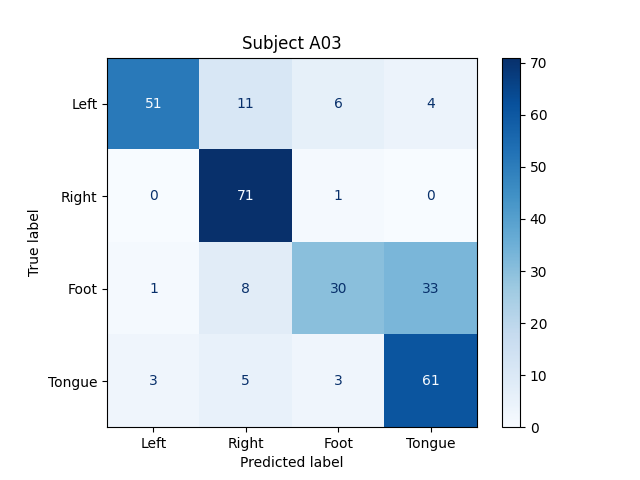 Subject A03
70
60
50
40
30
20
10
0
True label
Left 51 11 6 4
Right 0 71 1 0
Foot 1 8 30 33
Tongue 3 5 3 61
Left Right Foot Tongue
Predicted label